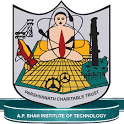 PARSHVANATH CHARITABLE TRUST
A.P. SHAH INSTITUTE OF TECHNOLOGY